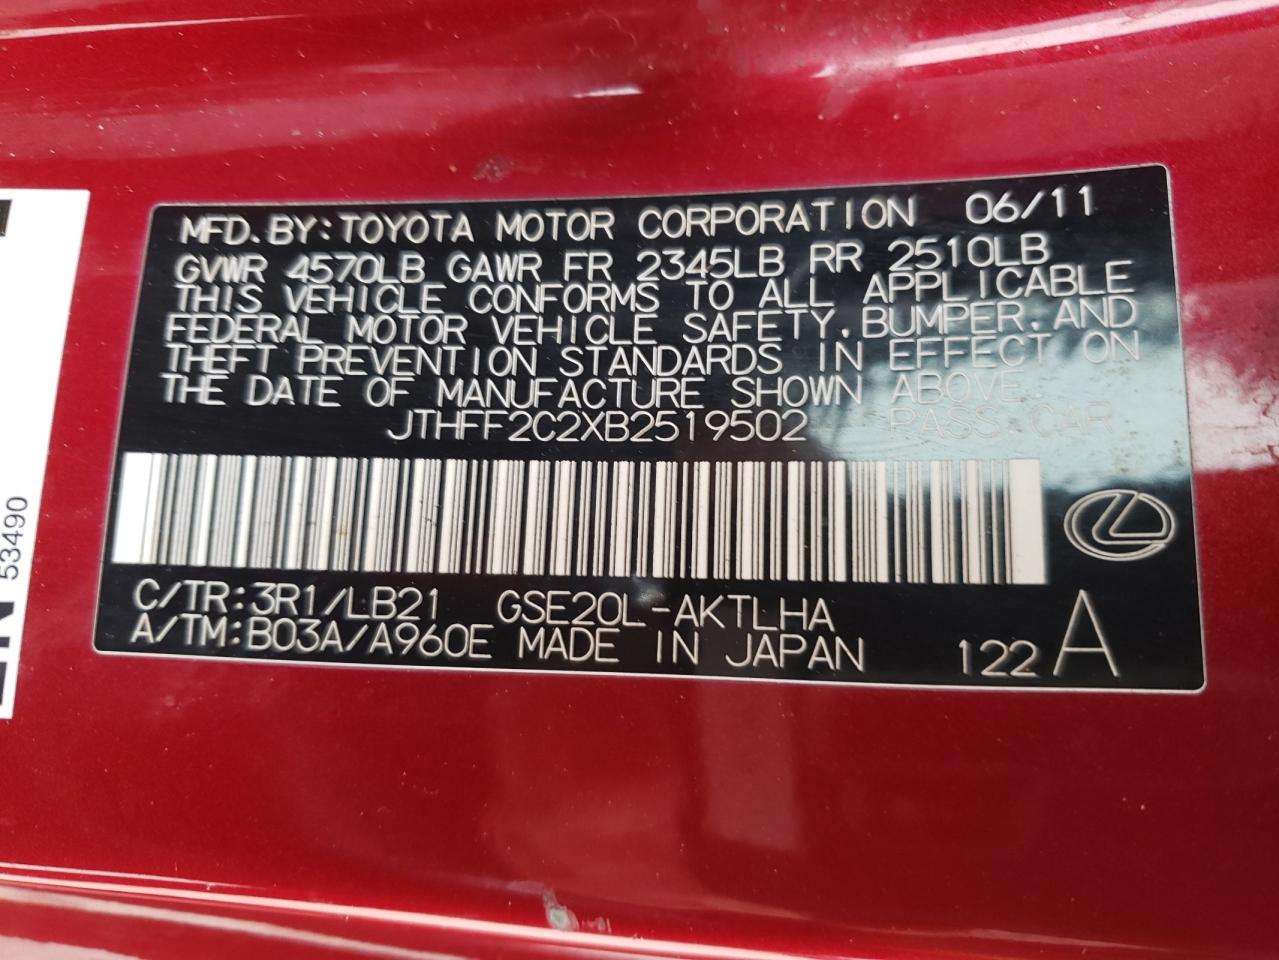 MFD.BY:TOYOTA MOTOR CORPORATION 06/11
GVWR 4570LB GAWR FR 2345LB RR 2510LB
THIS VEHICLE CONFORMS TO ALL APPLICABLE
FEDERAL MOTOR VEHICLE SAFETY,BUMPER,AND
THEFT PREVENTION STANDARDS IN EFFECT ON
THE DATE OF MANUFACTURE SHOWN ABOVE.
JTHFF2C2XB2519502 PASS.CAR
C/TR:3R1/LB21 GSE20L-AKTLHA
A/TM:B03A/A960E MADE IN JAPAN 122 A
53490